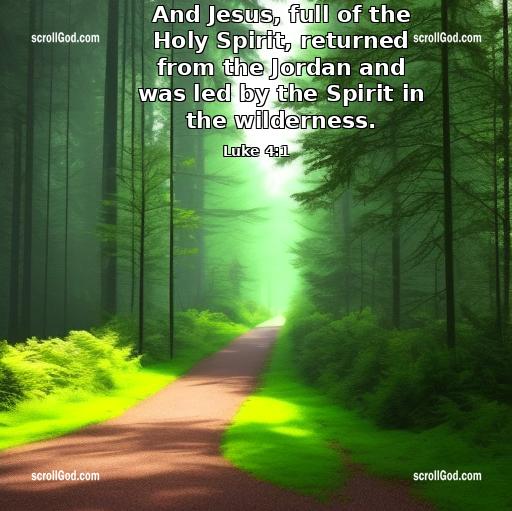 And Jesus, full of the
scrollGod.com
scrollGod.com
Holy Spirit, returned
from the Jordan and
was led by the Spirit in
the wilderness.
Luke 4:1
scrollGod.com
scrollGod.com